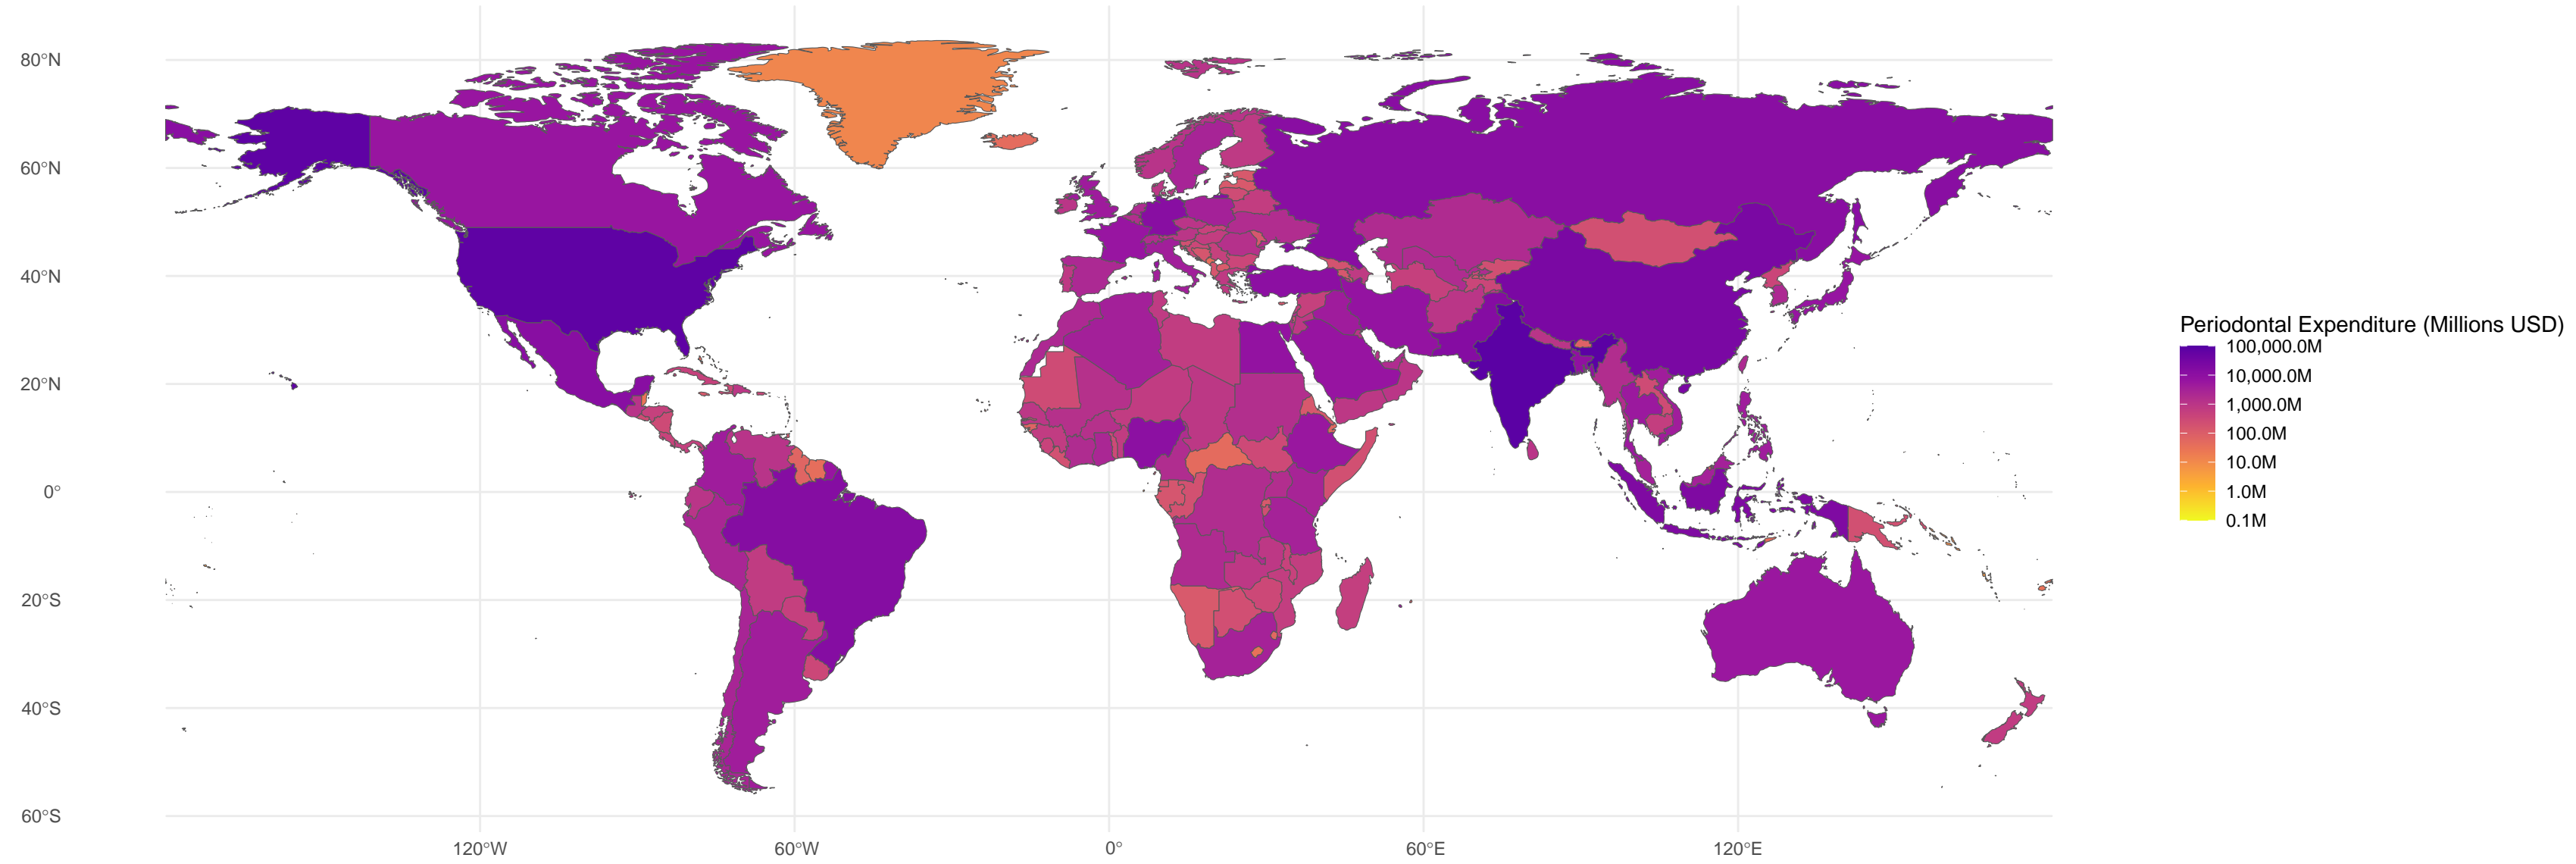 80°N
60°N
40°N
20°N
0°
20°S
40°S
60°S
120°W
60°W
0°
60°E
120°E
Periodontal Expenditure (Millions USD)
100,000.0M
10,000.0M
1,000.0M
100.0M
10.0M
1.0M
0.1M